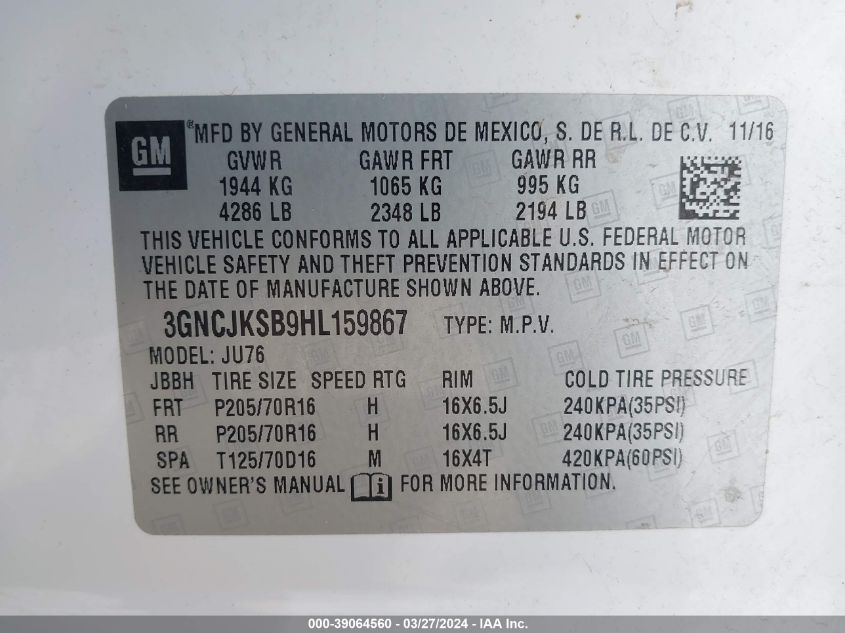 GM ® MFD BY GENERAL MOTORS DE MEXICO, S. DE R.L. DE C.V. 11/16
GVWR GAWR FRT GAWR RR
1944 KG 1065 KG 995 KG
4286 LB 2348 LB 2194 LB
THIS VEHICLE CONFORMS TO ALL APPLICABLE U.S. FEDERAL MOTOR
VEHICLE SAFETY AND THEFT PREVENTION STANDARDS IN EFFECT ON
THE DATE OF MANUFACTURE SHOWN ABOVE.
3GNCJKSB9HL159867 TYPE: M.P.V.
MODEL: JU76
JBBH TIRE SIZE SPEED RTG RIM COLD TIRE PRESSURE
FRT P205/70R16 H 16X6.5J 240KPA(35PSI)
RR P205/70R16 H 16X6.5J 240KPA(35PSI)
SPA T125/70D16 M 16X4T 420KPA(60PSI)
SEE OWNER'S MANUAL FOR MORE INFORMATION.
000-39064560 - 03/27/2024 - IAA Inc.